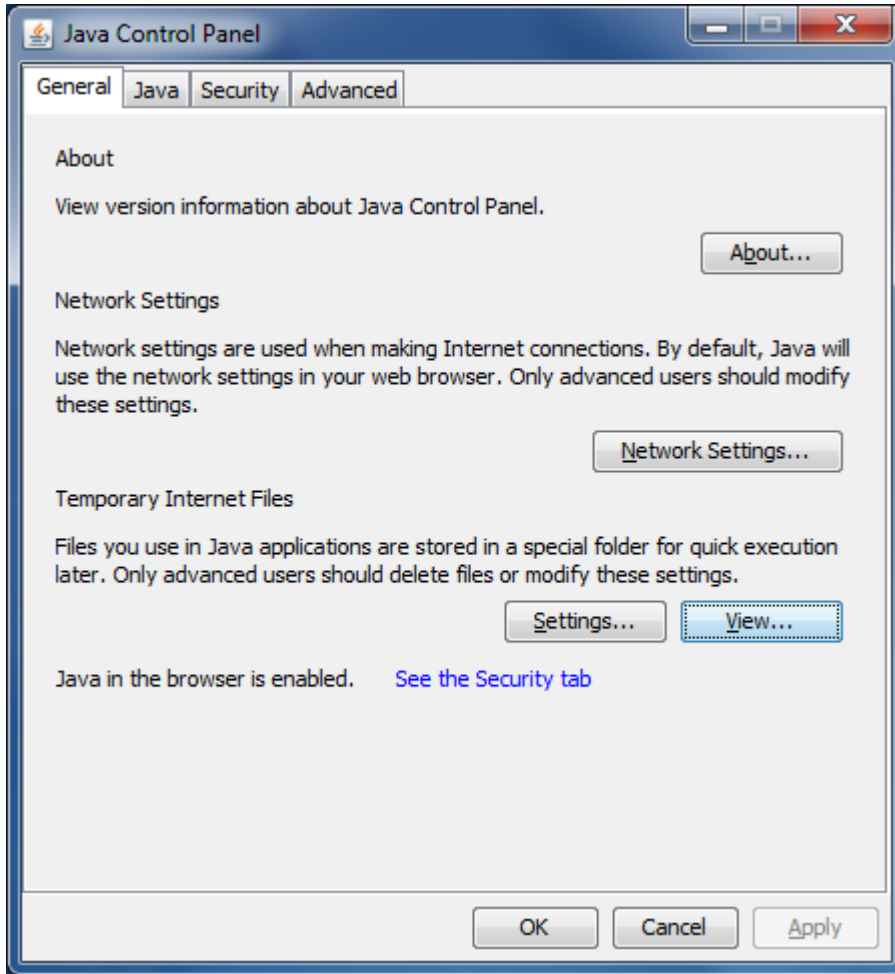 Java Control Panel
General Java Security Advanced
About
View version information about Java Control Panel.
About...
Network Settings
Network settings are used when making Internet connections. By default, Java will
use the network settings in your web browser. Only advanced users should modify
these settings.
Network Settings...
Temporary Internet Files
Files you use in Java applications are stored in a special folder for quick execution
later. Only advanced users should delete files or modify these settings.
Settings... View...
Java in the browser is enabled. See the Security tab
OK Cancel Apply